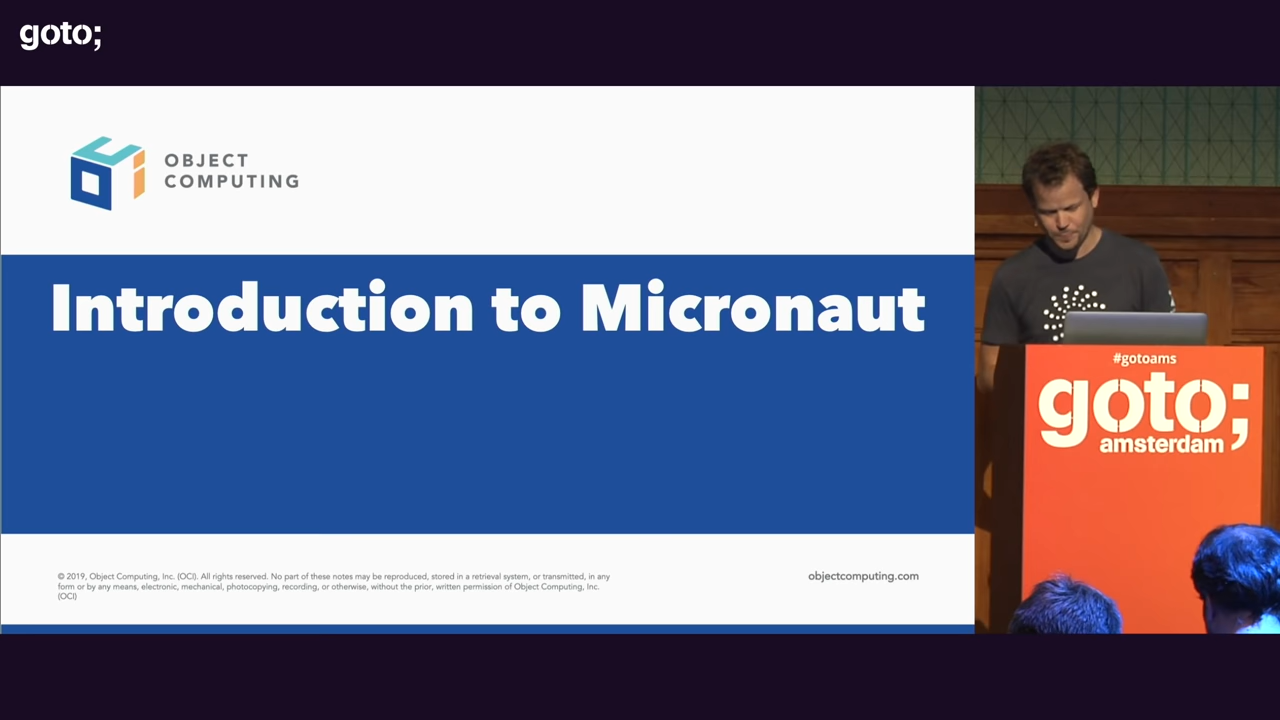 goto;
OBJECT
COMPUTING
Introduction to Micronaut
© 2019, Object Computing, Inc. (OCI). All rights reserved. No part of these notes may be reproduced, stored in a retrieval system, or transmitted, in any
form or by any means, electronic, mechanical, photocopying, recording, or otherwise, without the prior, written permission of Object Computing, Inc.
(OCI)
objectcomputing.com
#gotoams
goto;
amsterdam